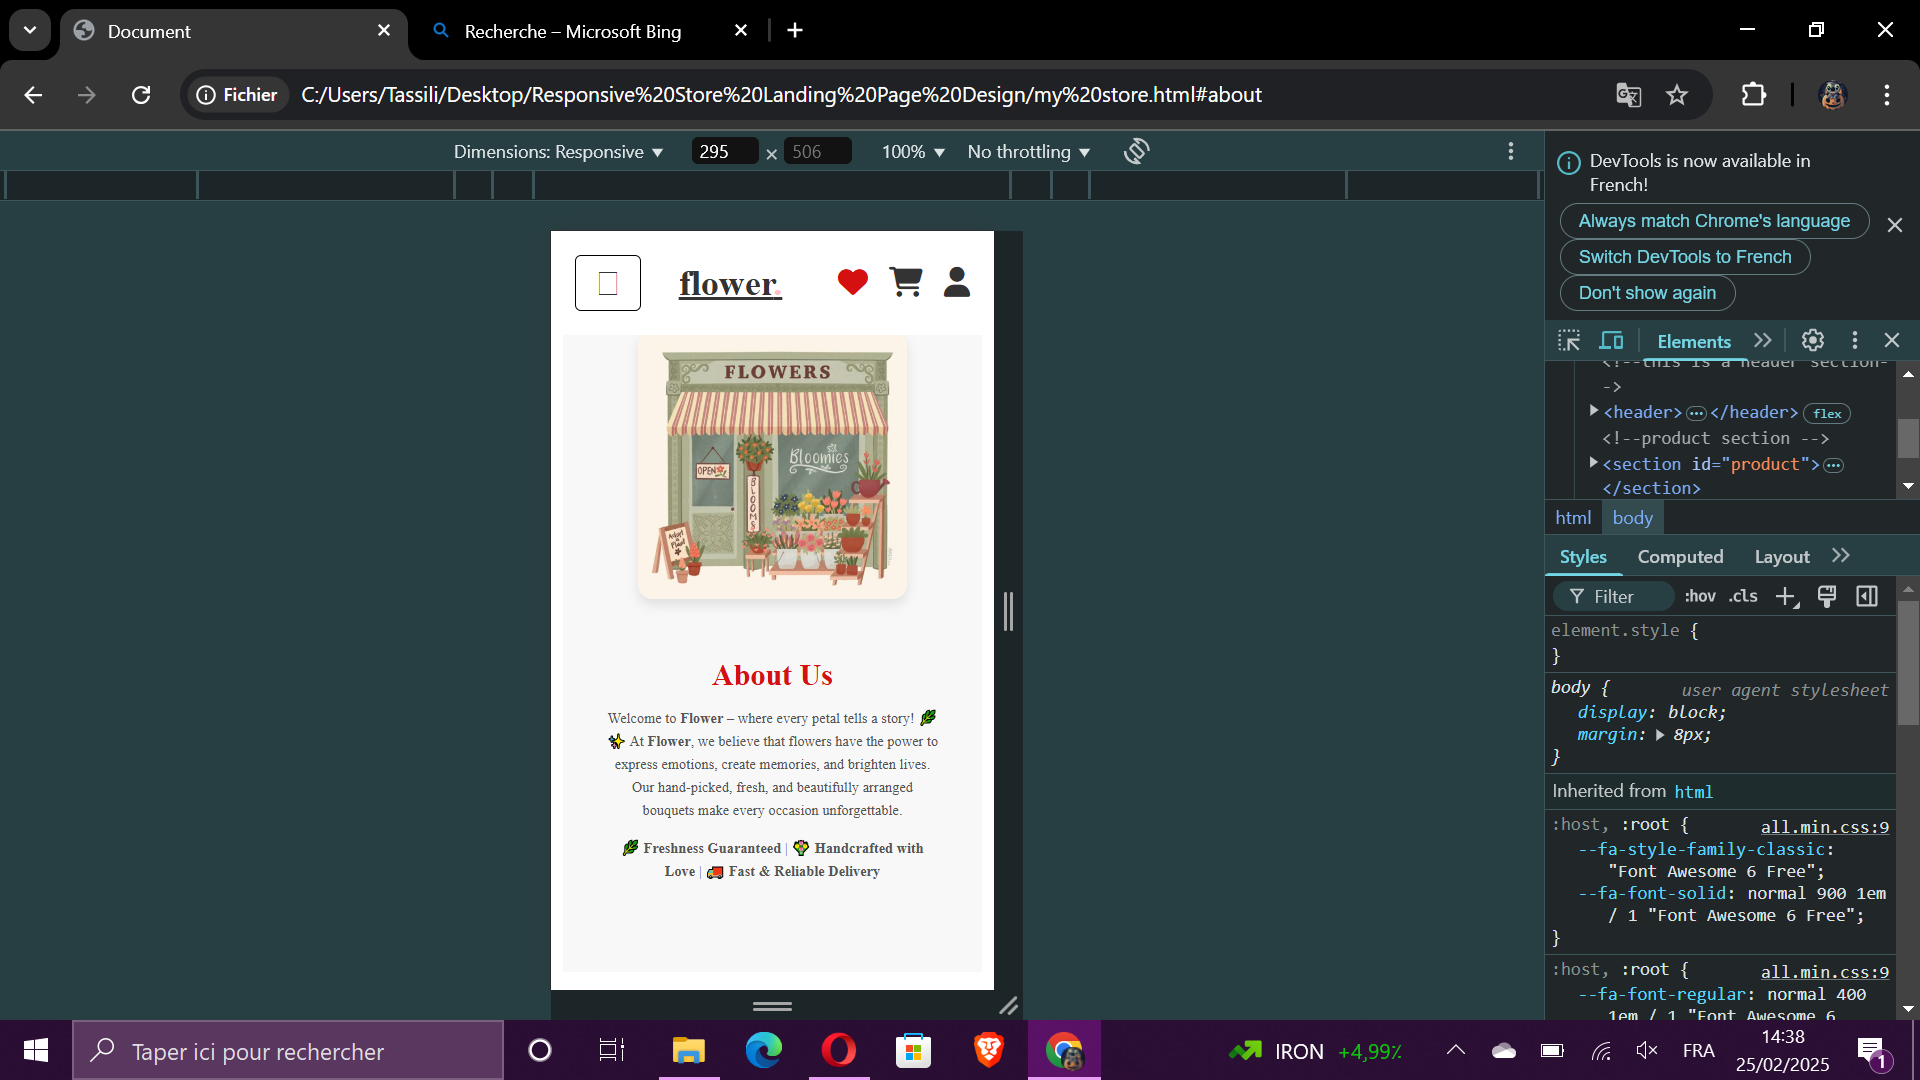 Document
Recherche – Microsoft Bing
Fichier
C:/Users/Tassili/Desktop/Responsive%20Store%20Landing%20Page%20Design/my%20store.html#about
Dimensions: Responsive
295 × 506
100%
No throttling
DevTools is now available in
French!
Always match Chrome's language
Switch DevTools to French
Don't show again
Elements
<!--this is a header section-
->
<header> ••• </header> flex
<!--product section -->
<section id="product"> •••
</section>
html body
Styles Computed Layout
Filter :hov .cls
element.style {
}
body { user agent stylesheet
display: block;
margin: 8px;
}
Inherited from html
:host, :root { all.min.css:9
--fa-style-family-classic:
"Font Awesome 6 Free";
--fa-font-solid: normal 900 1em
/ 1 "Font Awesome 6 Free";
}
:host, :root { all.min.css:9
--fa-font-regular: normal 400
1em / 1 "Font Awesome 6
flower.
FLOWERS
Bloomies
OPEN
BLOOMS
Adopt
a
Plant
About Us
Welcome to Flower – where every petal tells a story! 🌿
✨ At Flower, we believe that flowers have the power to
express emotions, create memories, and brighten lives.
Our hand-picked, fresh, and beautifully arranged
bouquets make every occasion unforgettable.
🌿 Freshness Guaranteed | 💐 Handcrafted with
Love | 🚚 Fast & Reliable Delivery
Taper ici pour rechercher
IRON +4,99%
FRA
14:38
25/02/2025
1